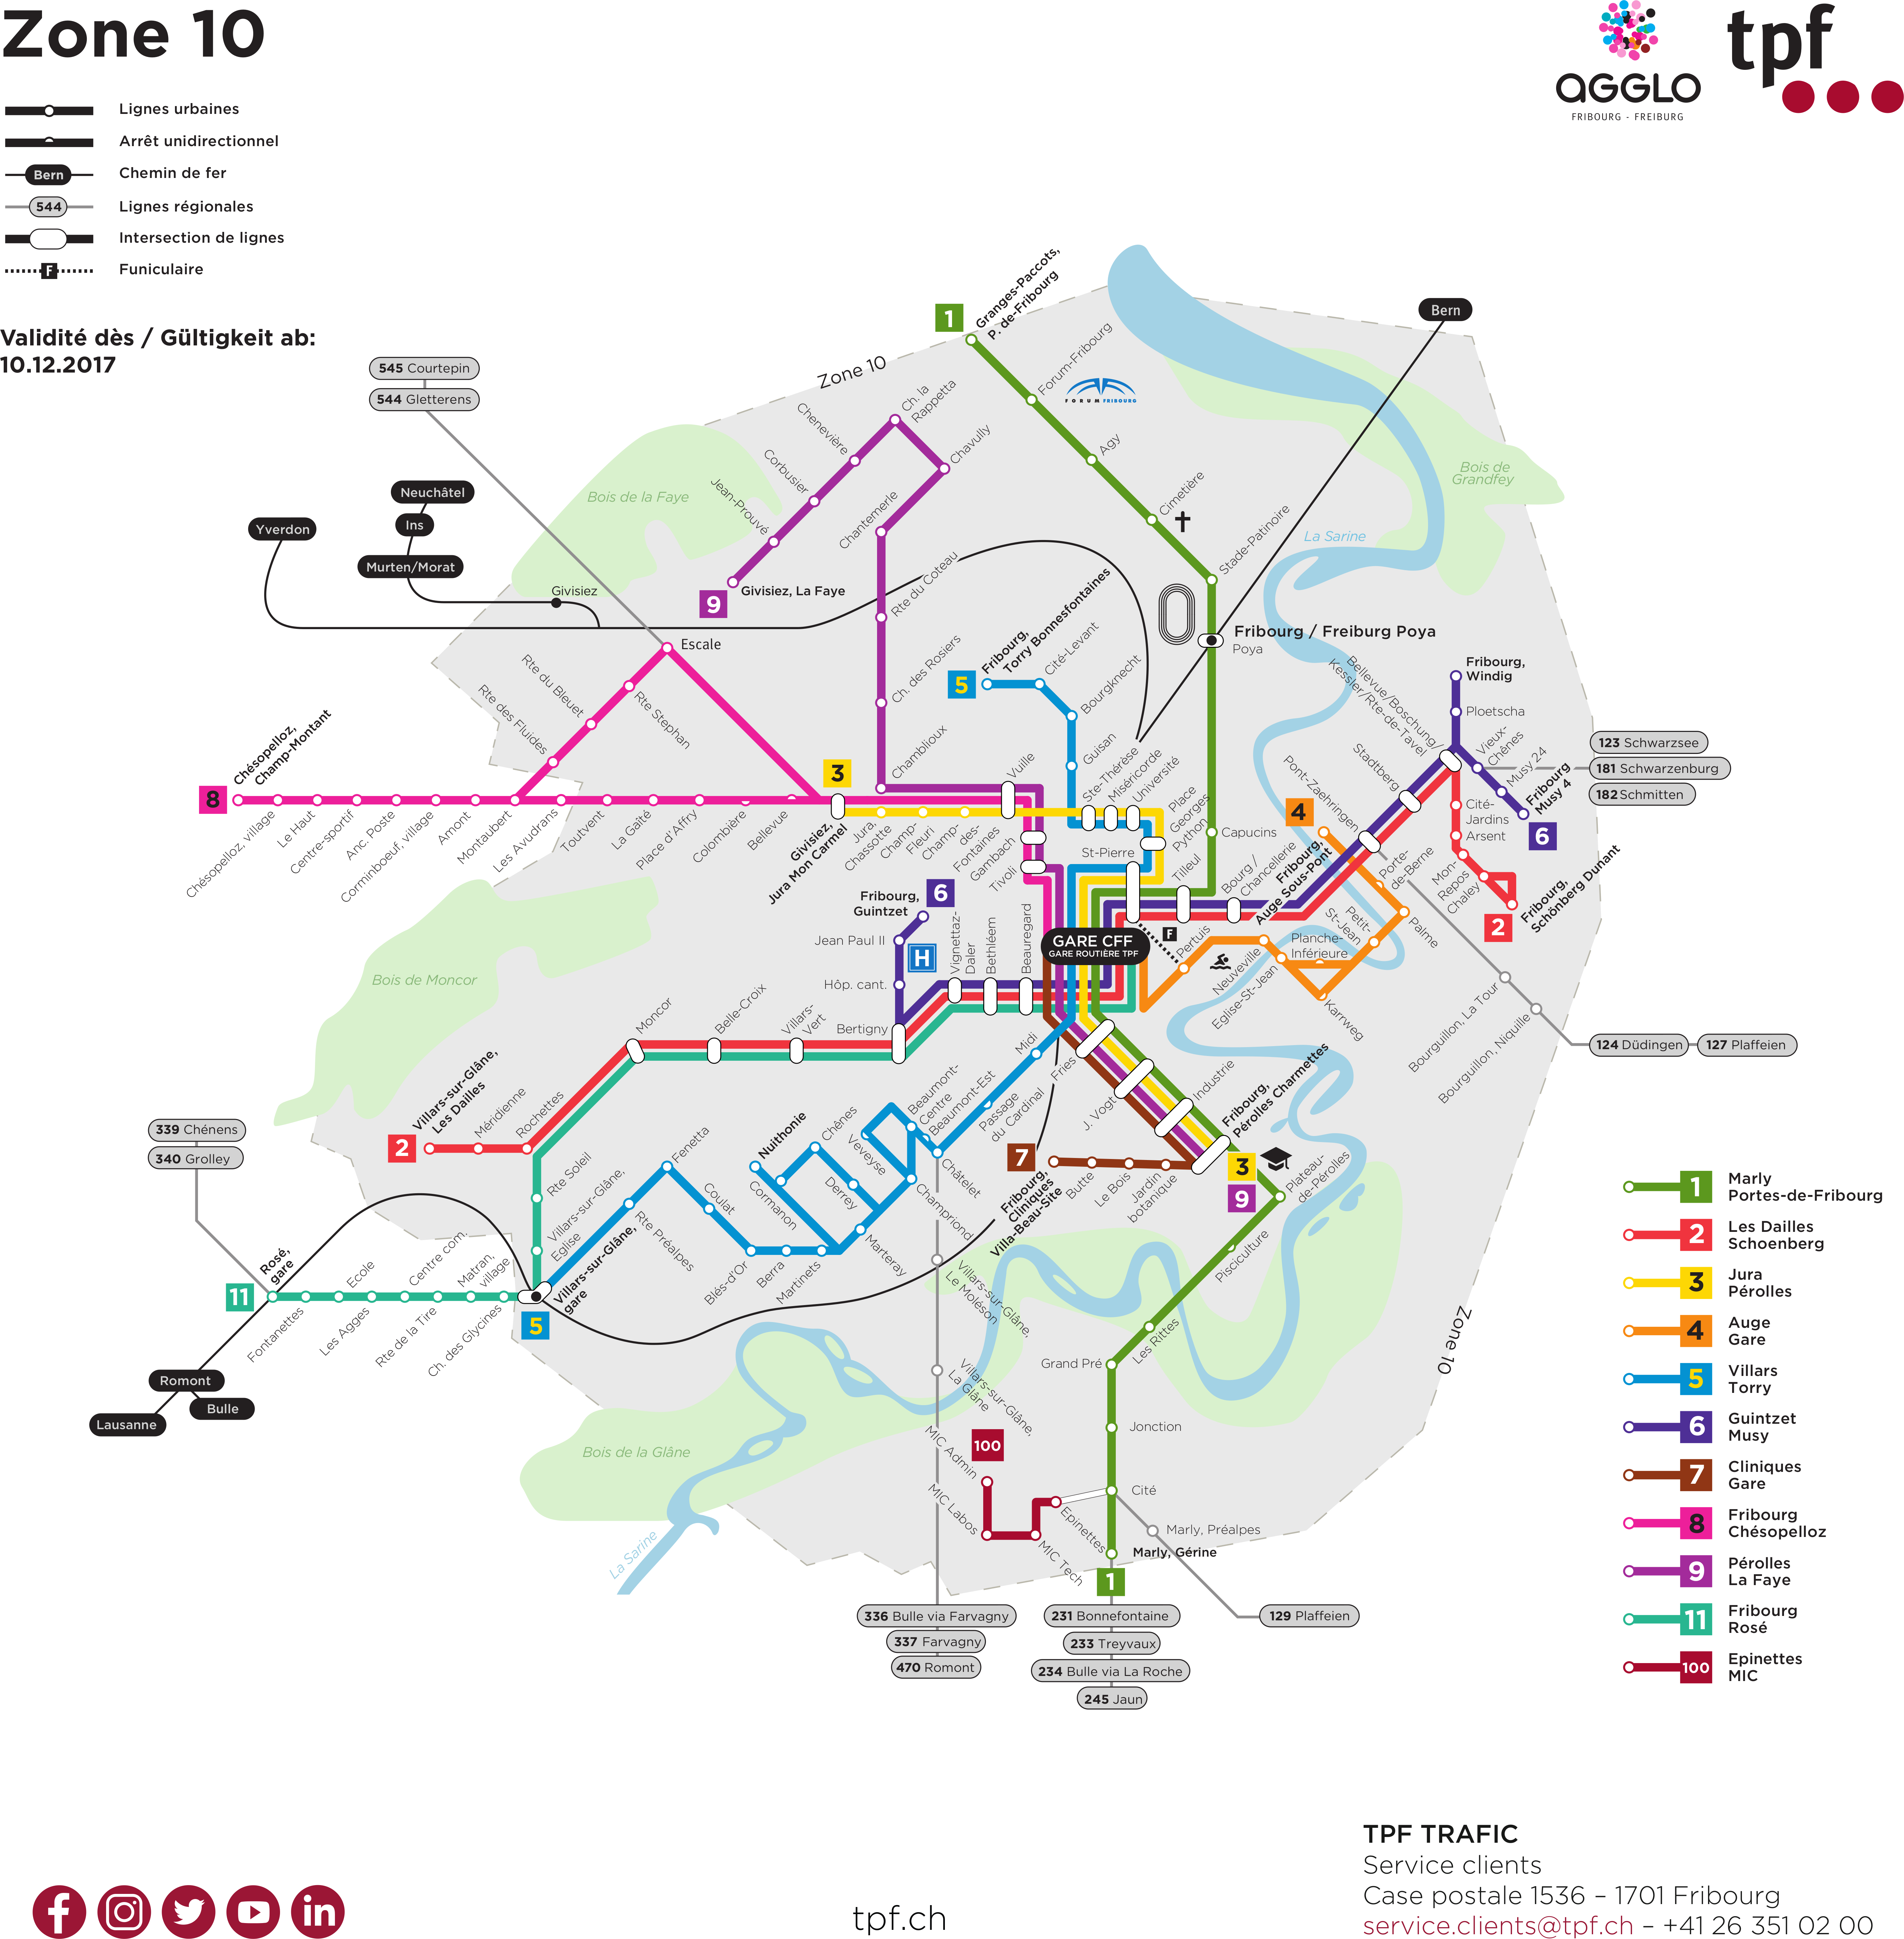 Zone 10
Lignes urbaines
Arrêt unidirectionnel
Bern
Chemin de fer
544
Lignes régionales
Intersection de lignes
F
Funiculaire
Validité dès / Gültigkeit ab:
10.12.2017
AGGLO
FRIBOURG - FREIBURG
tpf
545 Courtepin
544 Gletterens
Neuchâtel
Ins
Murten/Morat
Yverdon
Givisiez
Bern
Zone 10
1
Granges-Paccots,
P. de-Fribourg
Forum-Fribourg
FORUM FRIBOURG
Agy
Cimetière
Stade-Patinoire
Fribourg / Freiburg Poya
Poya
Capucins
Bois de la Faye
Bois de
Grandfey
La Sarine
Ch. la
Rappetta
Chenevière
Corbusier
Jean-Prouvé
9
Givisiez, La Faye
Chavully
Chantemerle
Rte du Coteau
Ch. des Rosiers
Chamblioux
Escale
Rte du Bleuet
Rte Stephan
Rte des Fluides
8
Chésopelloz,
Champ-Montant
Chésopelloz, village
Le Haut
Centre-sportif
Anc. Poste
Corminboeuf, village
Amont
Montaubert
Les Avudrans
Toutvent
La Gaîté
Place d'Affry
Colombière
Bellevue
3
Givisiez,
Jura Mon Carmel
Jura,
Chassotte
Champ-
Fleuri
Champ-
des-
Fontaines
Vuille
Gambach
Tivoli
5
Fribourg,
Torry Bonnesfontaines
Cité-Levant
Bourgknecht
Guisan
Ste-Thérèse
Miséricorde
Université
Place
Georges
Python
St-Pierre
Tilleul
Bourg /
Chancellerie
4
Fribourg,
Auge Sous-Pont
Pont-Zaehringen
Stadtberg
Bellevue/Boschung/
Kessler/Rte-de-Tavel
Fribourg,
Windig
Ploetscha
Vieux-
Chênes
Musy 24
Fribourg
Musy 4
6
123 Schwarzsee
181 Schwarzenburg
182 Schmitten
Cité-
Jardins
Arsent
Mon-
Repos
Chaley
2
Fribourg,
Schönberg Dunant
Porte-
de-Berne
Palme
Petit-
St-Jean
Planche-
Inférieure
Karrweg
Eglise-St-Jean
Neuveville
Pertuis
F
GARE CFF
GARE ROUTIÈRE TPF
Bourguillon, La Tour
Bourguillon, Niquille
124 Düdingen
127 Plaffeien
Fribourg,
Guintzet
6
Jean Paul II
H
Hôp. cant.
Bertigny
Vignettaz-
Daler
Bethléem
Beauregard
Bois de Moncor
Moncor
Belle-Croix
Villars-
Vert
2
Villars-sur-Glâne,
Les Dailles
Méridienne
Rochettes
Rte Soleil
Villars-sur-Glâne,
Eglise
Villars-sur-Glâne,
gare
5
339 Chénens
340 Grolley
11
Rosé,
gare
Fontanettes
Ecole
Les Agges
Centre com.
Rte de la Tire
Matran,
village
Ch. des Glycines
Romont
Bulle
Lausanne
Fenetta
Rte Préalpes
Coulat
Blés-d'Or
Berra
Martinets
Nuithonie
Cormanon
Chênes
Derrey
Marteray
Veveyse
Beaumont-
Centre
Beaumont-Est
Champriond
Châtelet
Midi
Passage
du Cardinal
Fries
J. Vogt
Industrie
Fribourg,
Pérolles Charmettes
3
9
7
Fribourg,
Cliniques
Villa-Beau-Site
Butte
Le Bois
Jardin
botanique
Plateau-
de-Pérolles
Pisciculture
Les Rittes
Grand Pré
Jonction
Cité
Marly, Préalpes
Marly, Gérine
1
Villars-sur-Glâne,
Le Moléson
Villars-sur-Glâne,
La Glâne
100
MIC Admin
MIC Labos
MIC Tech
Epinettes
Bois de la Glâne
La Sarine
Zone 10
336 Bulle via Farvagny
337 Farvagny
470 Romont
231 Bonnefontaine
233 Treyvaux
234 Bulle via La Roche
245 Jaun
129 Plaffeien
1
Marly
Portes-de-Fribourg
2
Les Dailles
Schoenberg
3
Jura
Pérolles
4
Auge
Gare
5
Villars
Torry
6
Guintzet
Musy
7
Cliniques
Gare
8
Fribourg
Chésopelloz
9
Pérolles
La Faye
11
Fribourg
Rosé
100
Epinettes
MIC
tpf.ch
TPF TRAFIC
Service clients
Case postale 1536 – 1701 Fribourg
service.clients@tpf.ch – +41 26 351 02 00